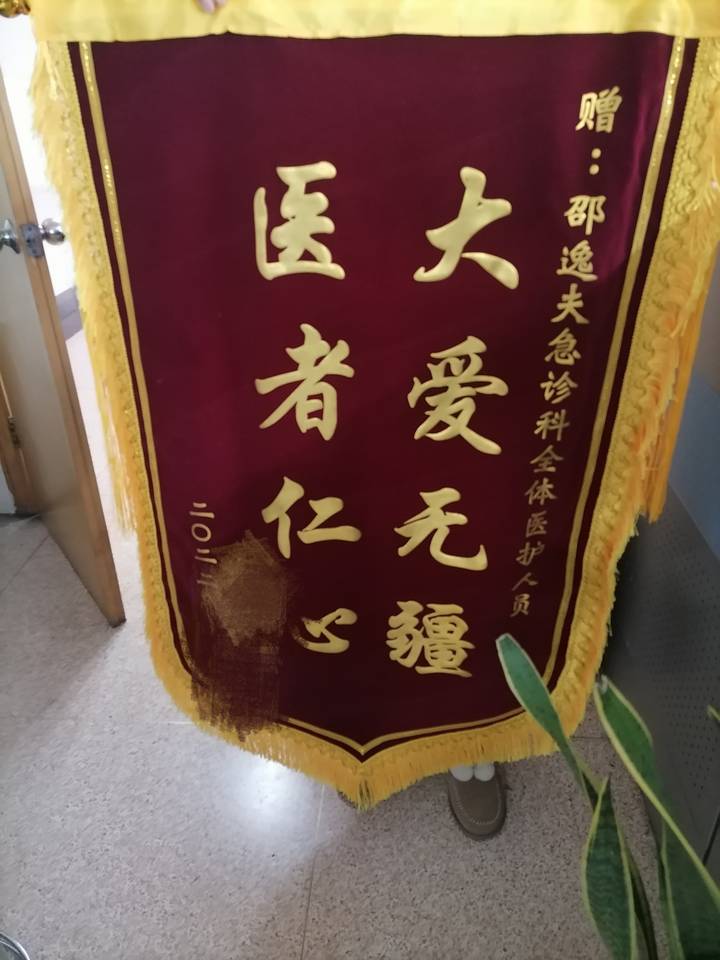 赠：邵逸夫急诊科全体医护人员
大爱无疆
医者仁心
二〇二二